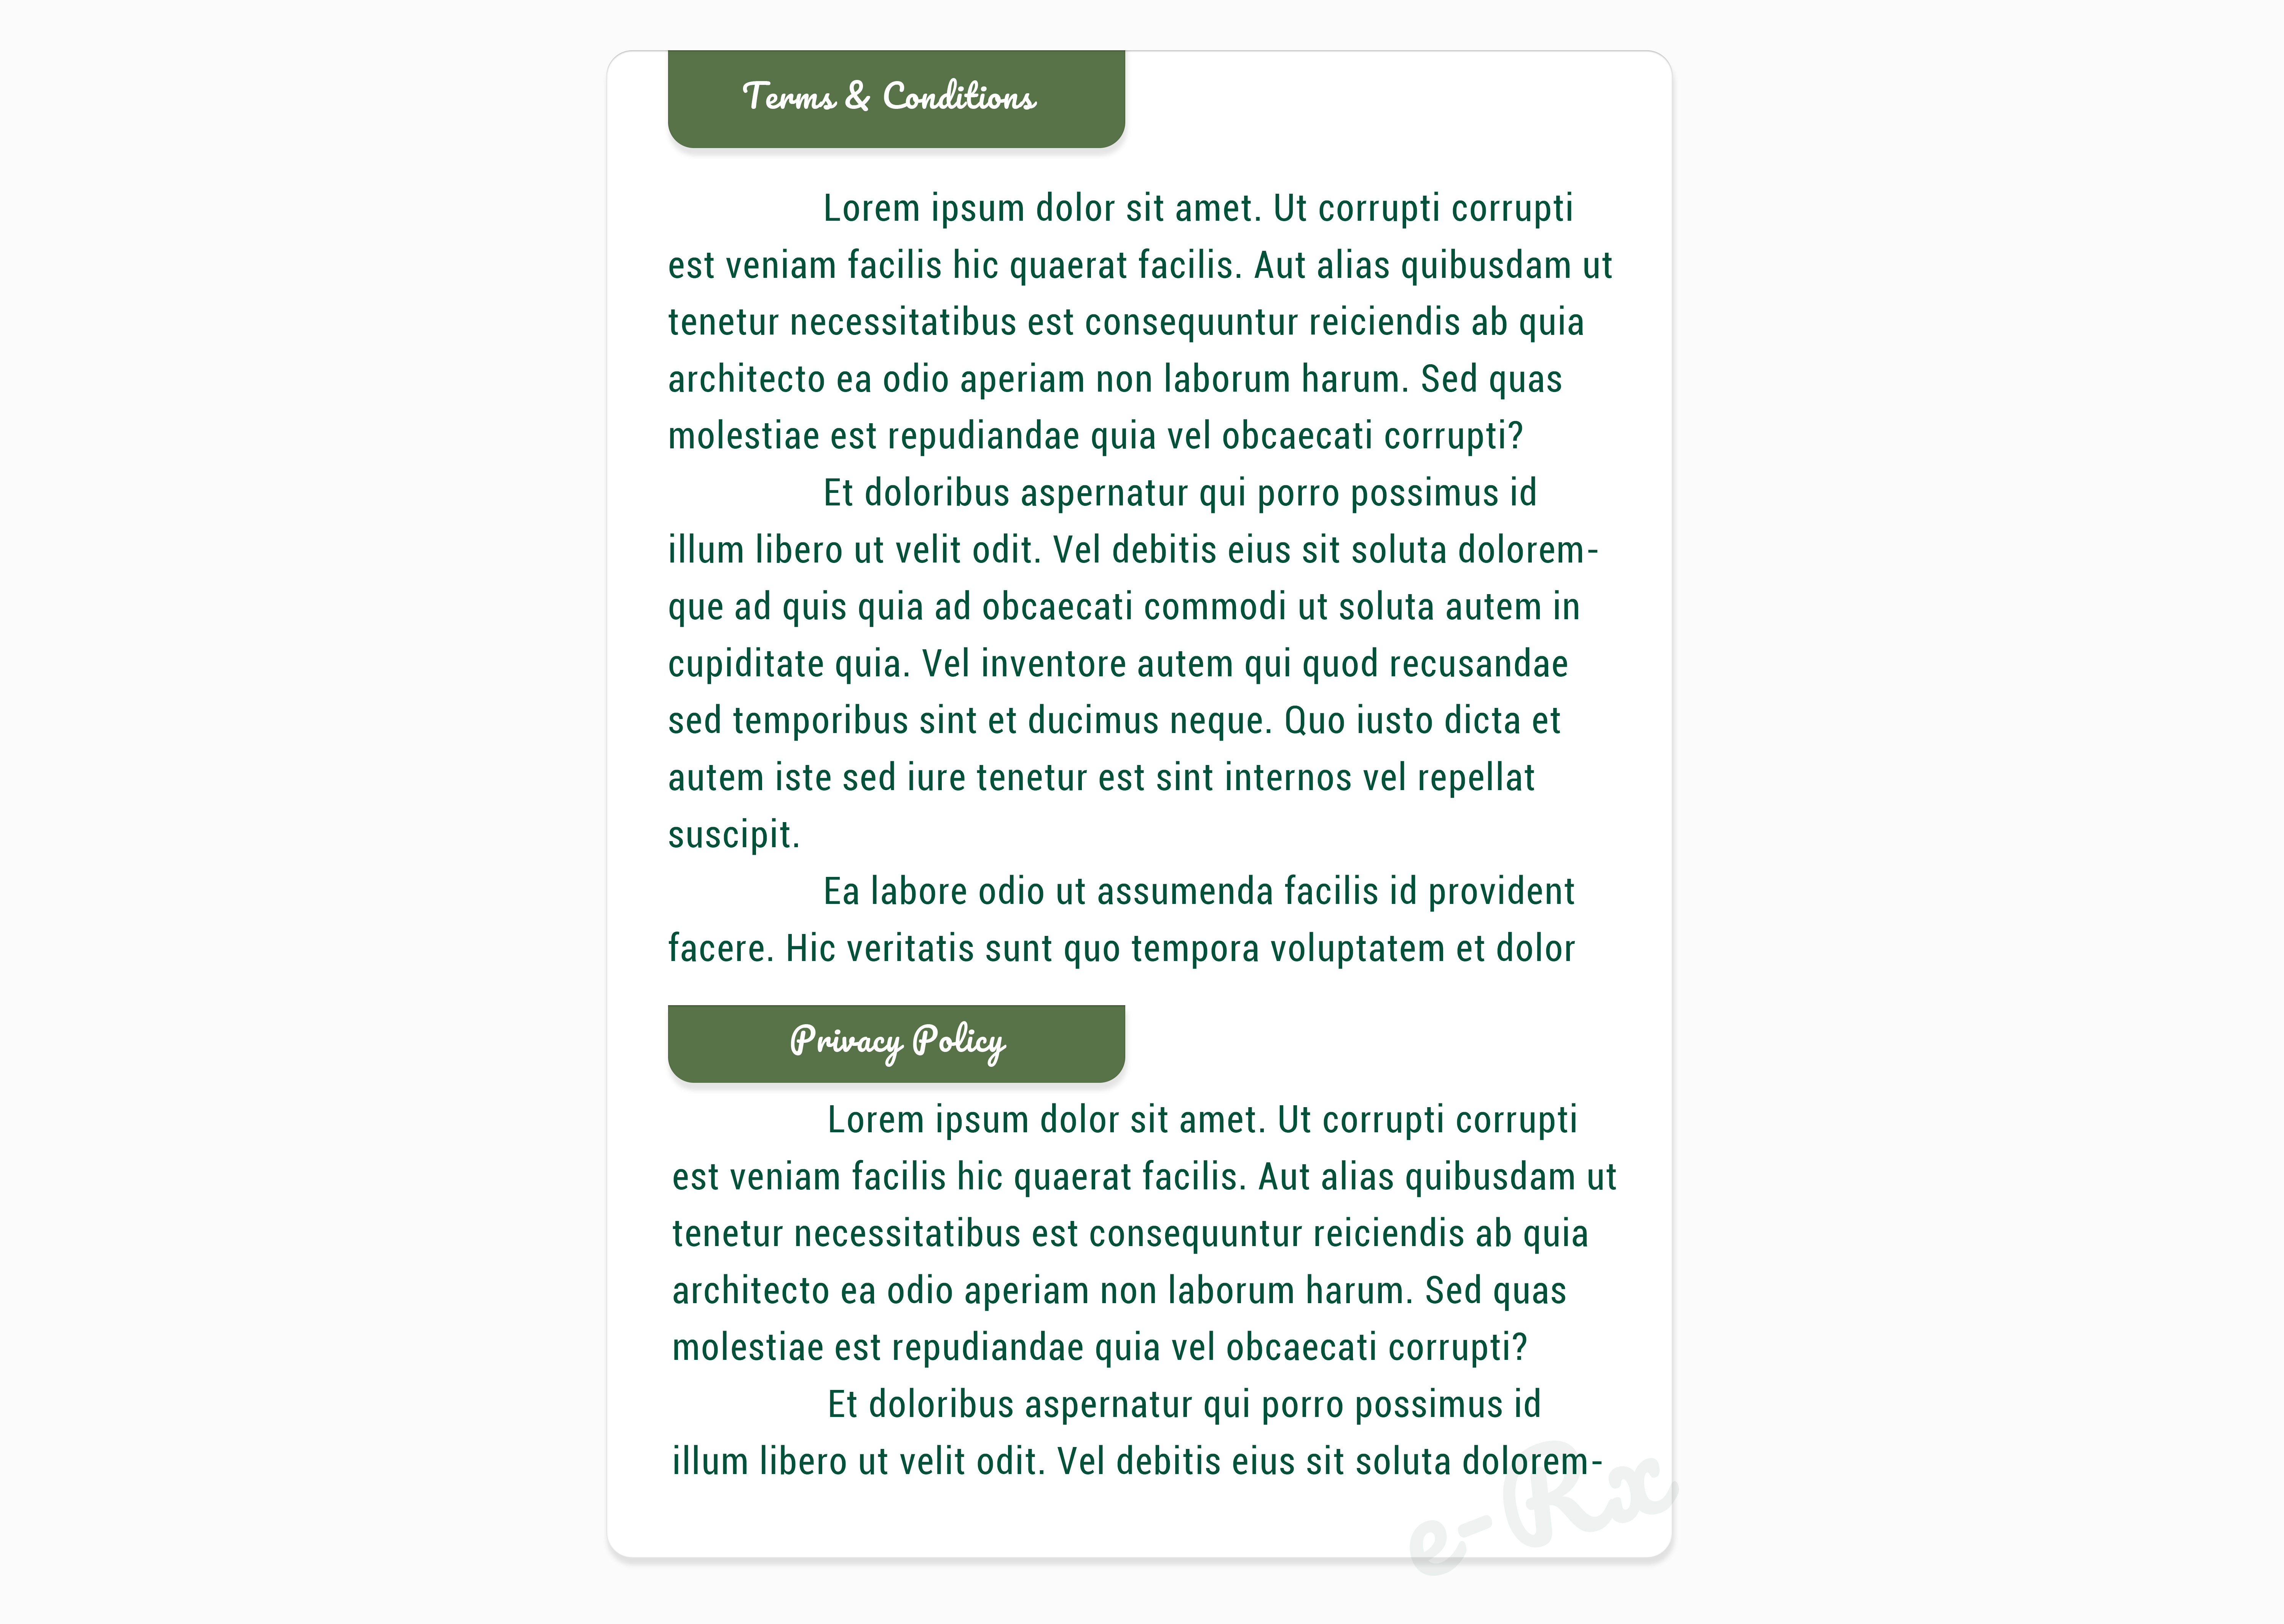 Terms & Conditions
Lorem ipsum dolor sit amet. Ut corrupti corrupti
est veniam facilis hic quaerat facilis. Aut alias quibusdam ut
tenetur necessitatibus est consequuntur reiciendis ab quia
architecto ea odio aperiam non laborum harum. Sed quas
molestiae est repudiandae quia vel obcaecati corrupti?
Et doloribus aspernatur qui porro possimus id
illum libero ut velit odit. Vel debitis eius sit soluta dolorem-
que ad quis quia ad obcaecati commodi ut soluta autem in
cupiditate quia. Vel inventore autem qui quod recusandae
sed temporibus sint et ducimus neque. Quo iusto dicta et
autem iste sed iure tenetur est sint internos vel repellat
suscipit.
Ea labore odio ut assumenda facilis id provident
facere. Hic veritatis sunt quo tempora voluptatem et dolor
Privacy Policy
Lorem ipsum dolor sit amet. Ut corrupti corrupti
est veniam facilis hic quaerat facilis. Aut alias quibusdam ut
tenetur necessitatibus est consequuntur reiciendis ab quia
architecto ea odio aperiam non laborum harum. Sed quas
molestiae est repudiandae quia vel obcaecati corrupti?
Et doloribus aspernatur qui porro possimus id
illum libero ut velit odit. Vel debitis eius sit soluta dolorem-
e-Rx